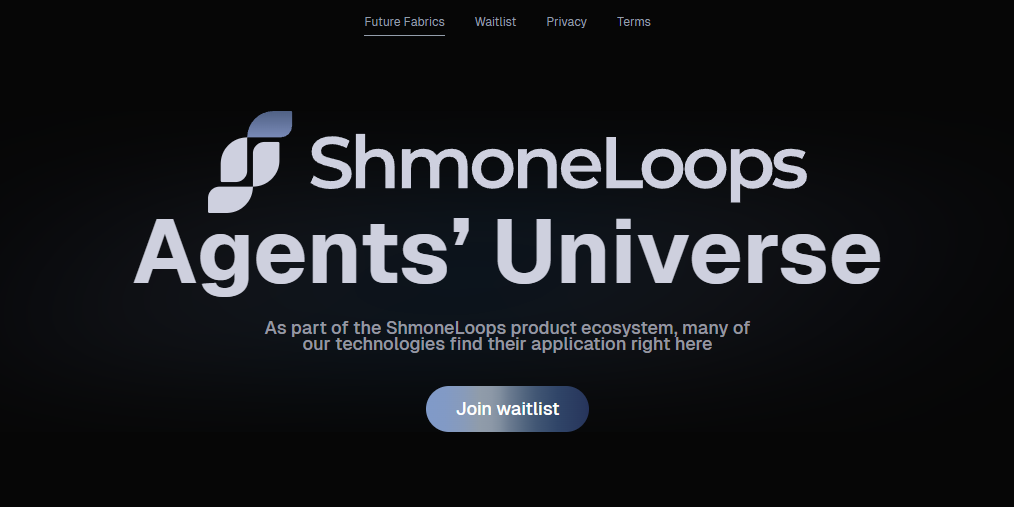 Future Fabrics Waitlist Privacy Terms
ShmoneLoops
Agents’ Universe
As part of the ShmoneLoops product ecosystem, many of
our technologies find their application right here
Join waitlist